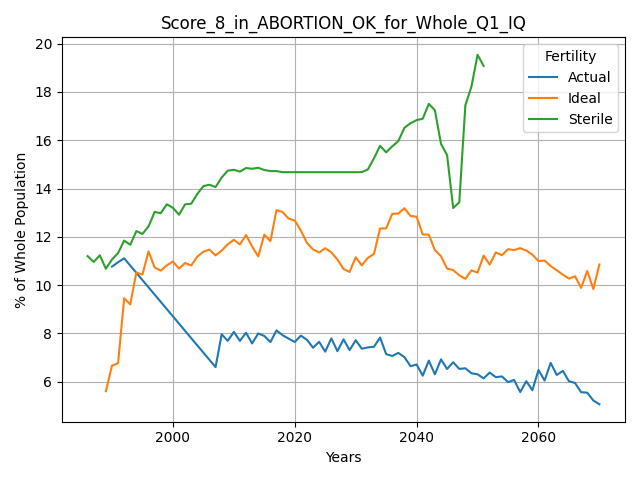 Score_8_in_ABORTION_OK_for_Whole_Q1_IQ
Fertility
Actual
Ideal
Sterile
% of Whole Population
20
18
16
14
12
10
8
6
2000
2020
2040
2060
Years